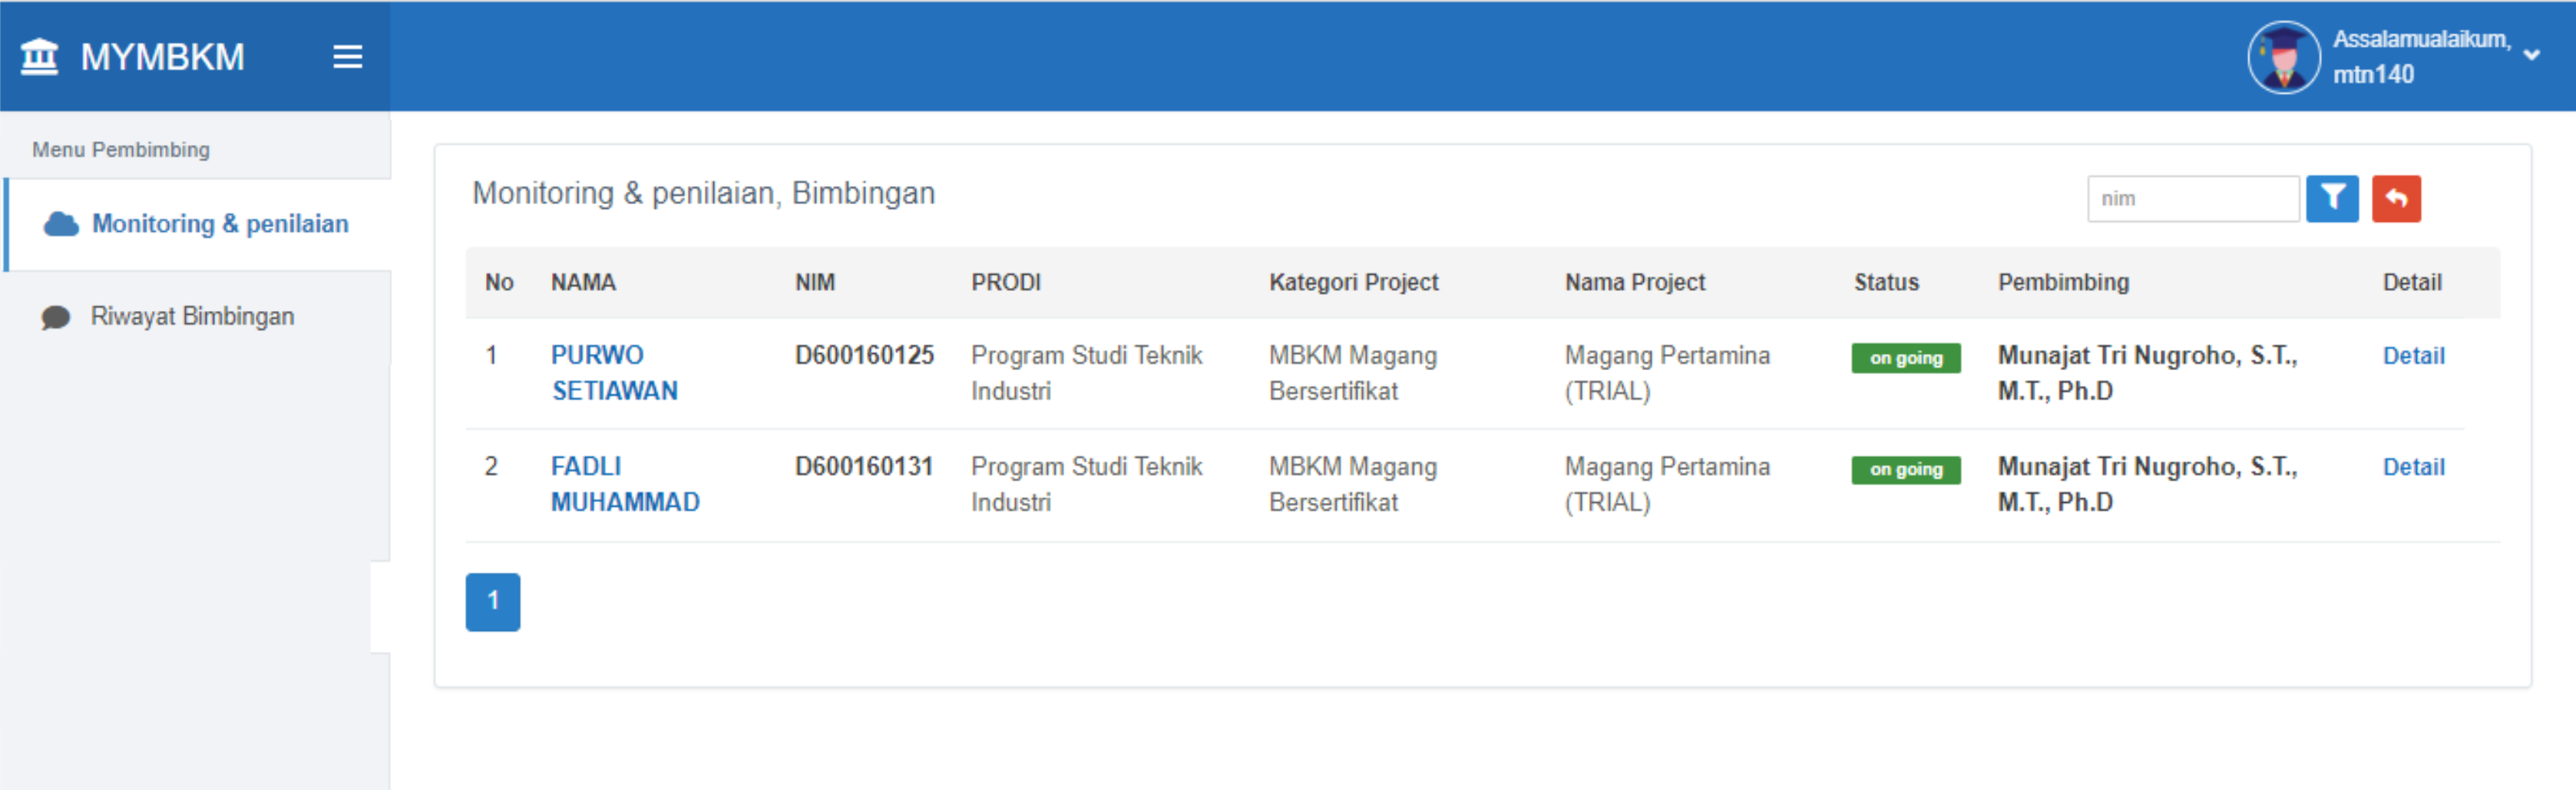 MYMBKM
Assalamualaikum,
mtn140
Menu Pembimbing
Monitoring & penilaian
Riwayat Bimbingan
Monitoring & penilaian, Bimbingan
nim
No NAMA NIM PRODI Kategori Project Nama Project Status Pembimbing Detail
1 PURWO D600160125 Program Studi Teknik MBKM Magang Magang Pertamina on going Munajat Tri Nugroho, S.T., Detail
SETIAWAN Industri Bersertifikat (TRIAL) M.T., Ph.D
2 FADLI D600160131 Program Studi Teknik MBKM Magang Magang Pertamina on going Munajat Tri Nugroho, S.T., Detail
MUHAMMAD Industri Bersertifikat (TRIAL) M.T., Ph.D
1